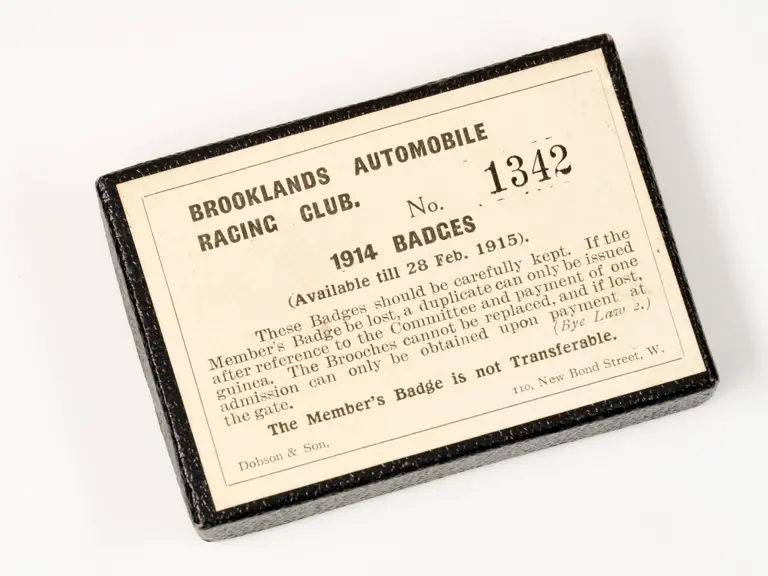 BROOKLANDS AUTOMOBILE
RACING CLUB. No. 1342
1914 BADGES
(Available till 28 Feb. 1915).
These Badges should be carefully kept. If the
Member's Badge be lost, a duplicate can only be issued
after reference to the Committee and payment of one
guinea. The Brooches cannot be replaced, and if lost,
admission can only be obtained upon payment at
the gate. (Bye Law 2.)
The Member's Badge is not Transferable.
Dobson & Son, 110, New Bond Street, W.